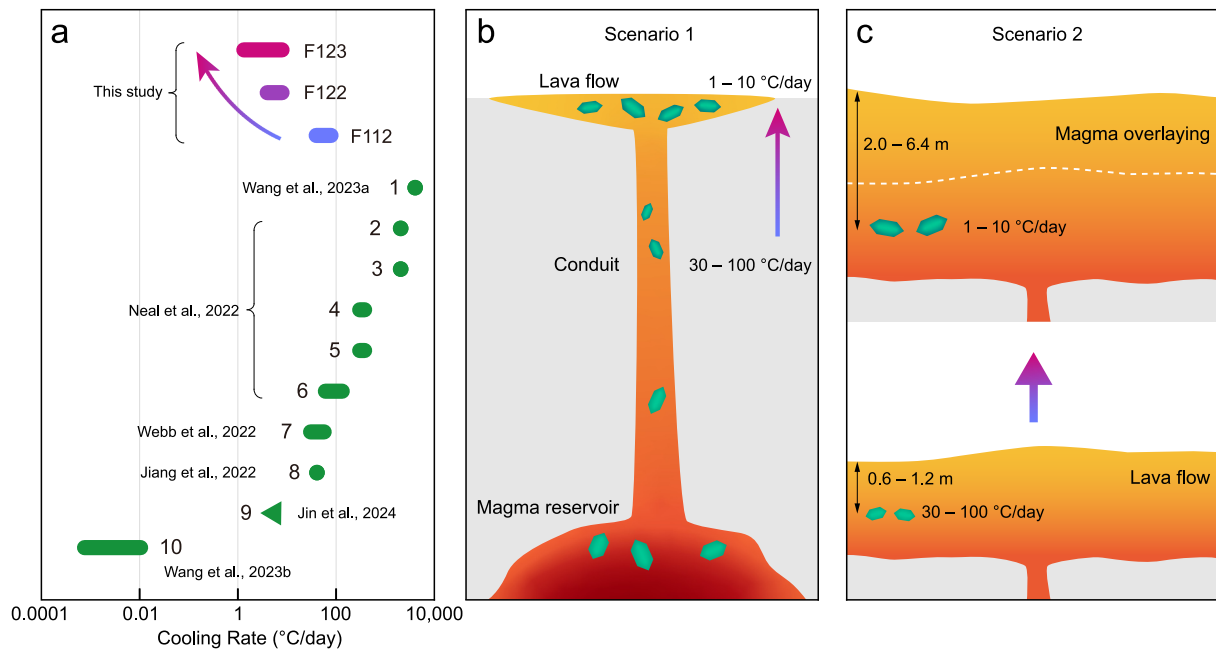 a
F123
This study
F122
F112
Wang et al., 2023a
1
2
3
Neal et al., 2022
4
5
6
Webb et al., 2022
7
Jiang et al., 2022
8
9
Jin et al., 2024
10
Wang et al., 2023b
0.0001
0.01
1
100
10,000
Cooling Rate (°C/day)
b
Scenario 1
Lava flow
1 – 10 °C/day
Conduit
30 – 100 °C/day
Magma reservoir
c
Scenario 2
Magma overlaying
2.0 – 6.4 m
1 – 10 °C/day
0.6 – 1.2 m
Lava flow
30 – 100 °C/day